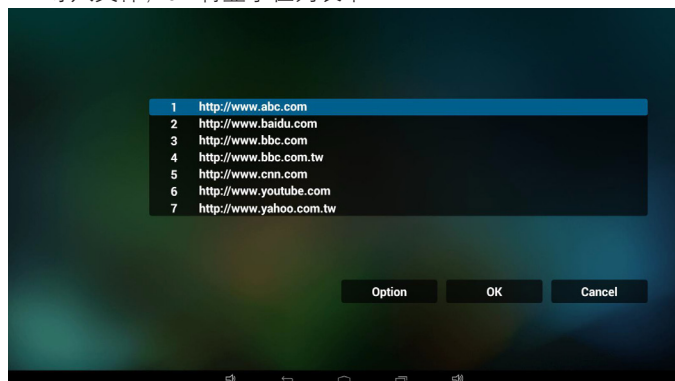 1 http://www.abc.com
2 http://www.baidu.com
3 http://www.bbc.com
4 http://www.bbc.com.tw
5 http://www.cnn.com
6 http://www.youtube.com
7 http://www.yahoo.com.tw
Option OK Cancel